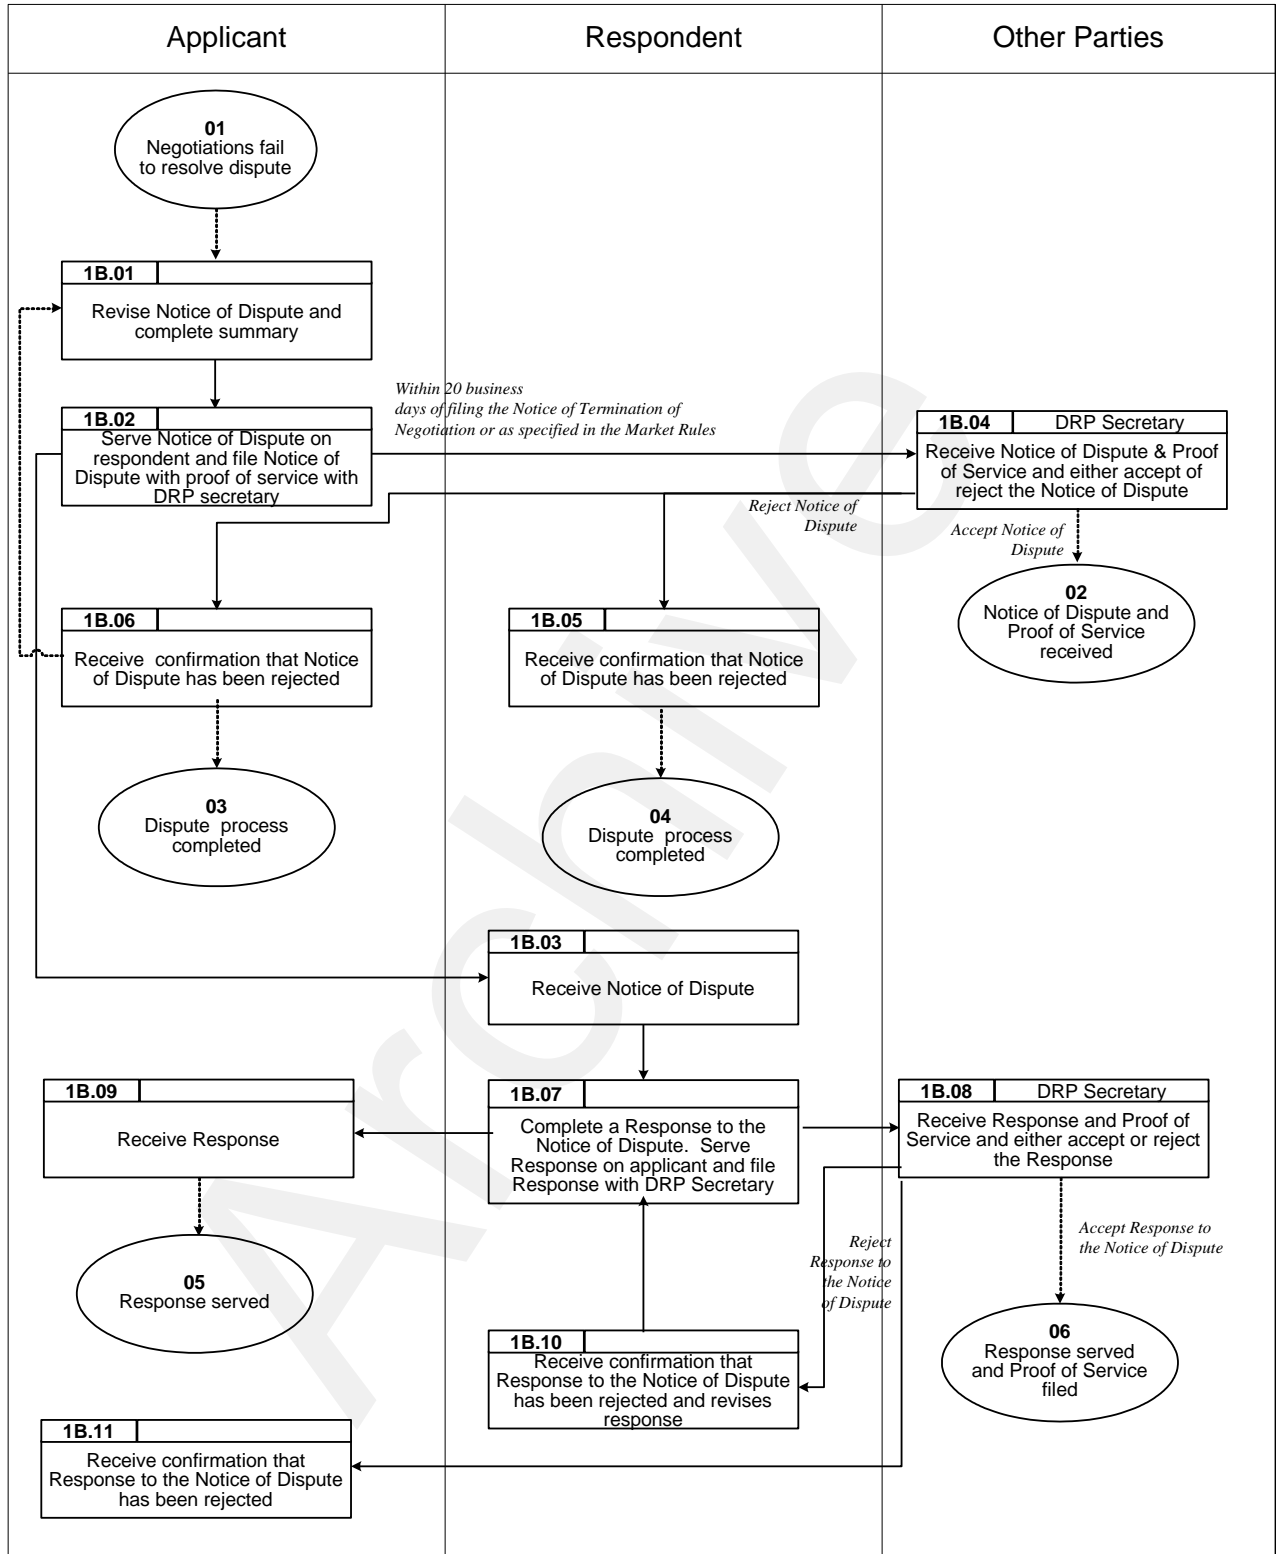 Applicant
Respondent
Other Parties
01
Negotiations fail
to resolve dispute
1B.01
Revise Notice of Dispute and
complete summary
Within 20 business
days of filing the Notice of Termination of
Negotiation or as specified in the Market Rules
1B.02
Serve Notice of Dispute on
respondent and file Notice of
Dispute with proof of service with
DRP secretary
1B.04
DRP Secretary
Receive Notice of Dispute & Proof
of Service and either accept of
reject the Notice of Dispute
Reject Notice of
Dispute
Accept Notice of
Dispute
02
Notice of Dispute and
Proof of Service
received
1B.06
Receive  confirmation that Notice
of Dispute has been rejected
1B.05
Receive confirmation that Notice
of Dispute has been rejected
03
Dispute  process
completed
04
Dispute  process
completed
1B.03
Receive Notice of Dispute
1B.09
Receive Response
1B.07
Complete a Response to the
Notice of Dispute.  Serve
Response on applicant and file
Response with DRP Secretary
1B.08
DRP Secretary
Receive Response and Proof of
Service and either accept or reject
the Response
Reject
Response to
the Notice
of Dispute
Accept Response to
the Notice of Dispute
05
Response served
06
Response served
and Proof of Service
filed
1B.10
Receive confirmation that
Response to the Notice of Dispute
has been rejected and revises
response
1B.11
Receive confirmation that
Response to the Notice of Dispute
has been rejected
Archive